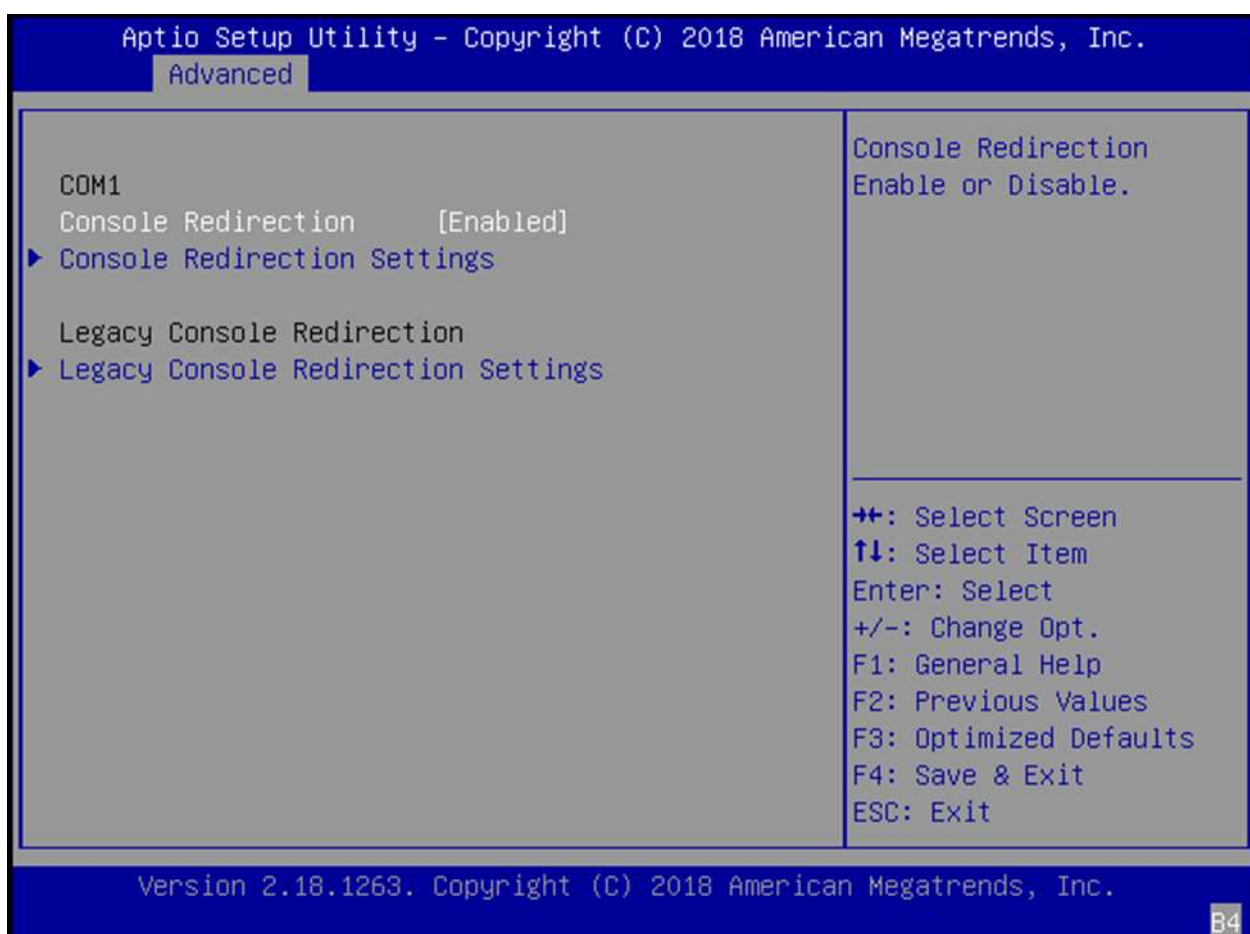 Aptio Setup Utility – Copyright (C) 2018 American Megatrends, Inc.
Advanced
COM1
Console Redirection [Enabled]
Console Redirection Settings
Legacy Console Redirection
Legacy Console Redirection Settings
Console Redirection
Enable or Disable.
→←: Select Screen
↑↓: Select Item
Enter: Select
+/-: Change Opt.
F1: General Help
F2: Previous Values
F3: Optimized Defaults
F4: Save & Exit
ESC: Exit
Version 2.18.1263. Copyright (C) 2018 American Megatrends, Inc.
B4